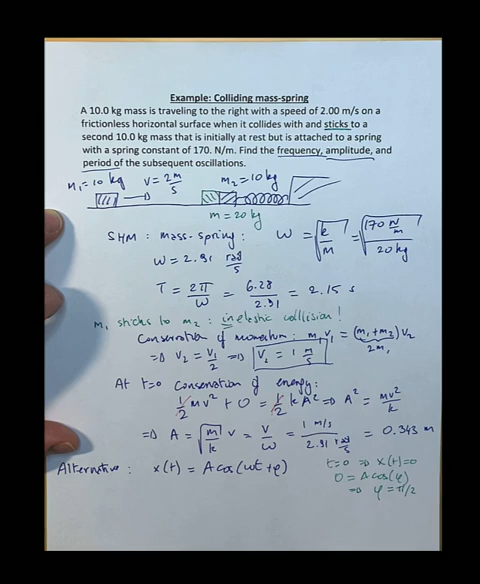 Example: Colliding mass-spring
A 10.0 kg mass is traveling to the right with a speed of 2.00 m/s on a
frictionless horizontal surface when it collides with and sticks to a
second 10.0 kg mass that is initially at rest but is attached to a spring
with a spring constant of 170. N/m. Find the frequency, amplitude, and
period of the subsequent oscillations.
M₁=10 kg V=2 m/s M₂=10 kg
m=20 kg
SHM: mass-spring: ω = √(k/m) = √(170 N/m / 20 kg)
ω = 2.91 rad/s
T = 2π/ω = 6.28/2.91 = 2.15 s
m₁ sticks to m₂: inelastic collision!
Conservation of momentum: m₁v₁ = (m₁+m₂)v₂
2m₁
⇒ V₂ = V₁/2 ⇒ V₂ = 1 m/s
At t=0 conservation of energy:
½mv² + 0 = ½kA² ⇒ A² = mv²/k
⇒ A = √(m/k) v = v/ω = 1 m/s / 2.91 rad/s = 0.343 m
Alternative: x(t) = A cos(ωt+φ)
t=0 ⇒ x(t)=0
0 = A cos(φ)
⇒ φ = π/2